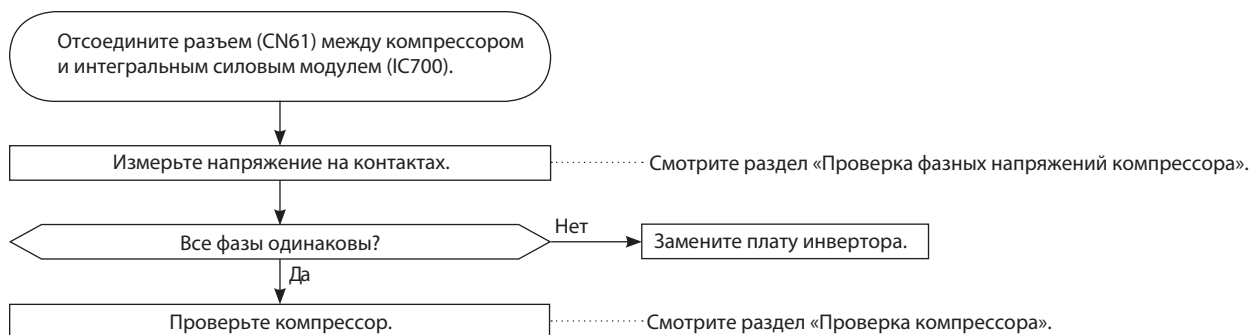 Отсоедините разъем (CN61) между компрессором
и интегральным силовым модулем (IC700).
Измерьте напряжение на контактах.
Смотрите раздел «Проверка фазных напряжений компрессора».
Все фазы одинаковы?
Нет
Замените плату инвертора.
Да
Проверьте компрессор.
Смотрите раздел «Проверка компрессора».